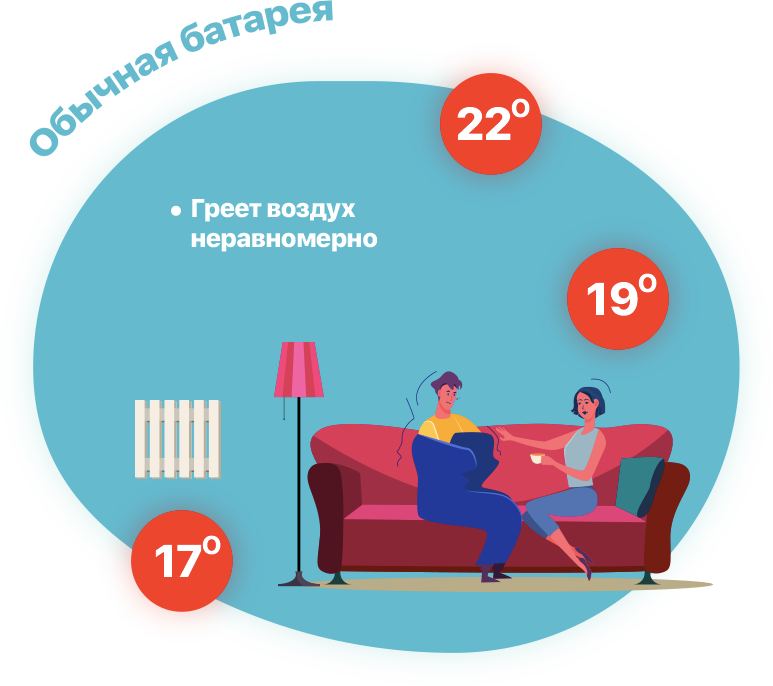 Обычная батарея
22°
Греет воздух
неравномерно
19°
17°